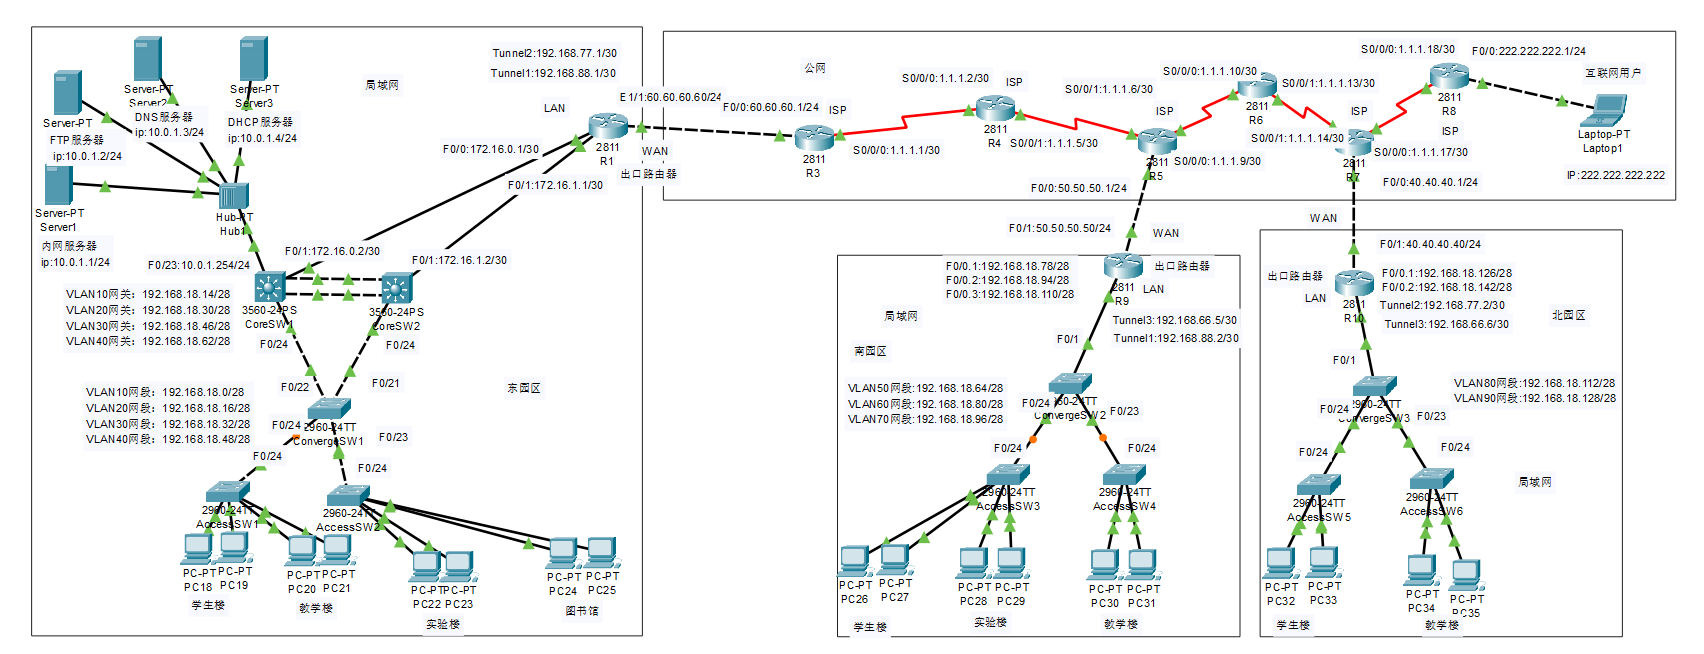 Server-PT
FTP服务器
ip:10.0.1.2/24
Server-PT
Server2
DNS服务器
ip:10.0.1.3/24
Server-PT
Server3
DHCP服务器
ip:10.0.1.4/24
Server-PT
Server1
内网服务器
ip:10.0.1.1/24
Hub-PT
Hub1
局域网
Tunnel2:192.168.77.1/30
Tunnel1:192.168.88.1/30
LAN
E1/1:60.60.60.60/24
F0/0:172.16.0.1/30
2811
R1
WAN
出口路由器
F0/1:172.16.1.1/30
F0/1:172.16.0.2/30
F0/1:172.16.1.2/30
F0/23:10.0.1.254/24
VLAN10网关：192.168.18.14/28
VLAN20网关：192.168.18.30/28
VLAN30网关：192.168.18.46/28
VLAN40网关：192.168.18.62/28
3560-24PS
CoreSW1
3560-24PS
CoreSW2
F0/24
F0/24
F0/22
F0/21
东园区
VLAN10网段：192.168.18.0/28
VLAN20网段：192.168.18.16/28
VLAN30网段：192.168.18.32/28
VLAN40网段：192.168.18.48/28
2960-24TT
ConvergeSW1
F0/24
F0/23
F0/24
F0/24
2960-24TT
AccessSW1
2960-24TT
AccessSW2
PC-PT
PC18
PC-PT
PC19
PC-PT
PC20
PC-PT
PC21
PC-PT
PC22
PC-PT
PC23
PC-PT
PC24
PC-PT
PC25
学生楼
教学楼
实验楼
图书馆
公网
F0/0:60.60.60.1/24
ISP
2811
R3
S0/0/0:1.1.1.1/30
S0/0/0:1.1.1.2/30
ISP
2811
R4
S0/0/1:1.1.1.5/30
S0/0/1:1.1.1.6/30
ISP
2811
R5
S0/0/0:1.1.1.9/30
F0/0:50.50.50.1/24
S0/0/0:1.1.1.10/30
2811
R6
S0/0/1:1.1.1.13/30
S0/0/1:1.1.1.14/30
ISP
2811
R7
S0/0/0:1.1.1.17/30
F0/0:40.40.40.1/24
S0/0/0:1.1.1.18/30
2811
R8
ISP
F0/0:222.222.222.1/24
互联网用户
Laptop-PT
Laptop1
IP:222.222.222.222
F0/1:50.50.50.50/24
WAN
F0/0.1:192.168.18.78/28
F0/0.2:192.168.18.94/28
F0/0.3:192.168.18.110/28
出口路由器
2811
R9
LAN
局域网
Tunnel3:192.168.66.5/30
Tunnel1:192.168.88.2/30
F0/1
南园区
VLAN50网段:192.168.18.64/28
VLAN60网段:192.168.18.80/28
VLAN70网段:192.168.18.96/28
ConvergeSW2
F0/24
F0/23
F0/24
F0/24
2960-24TT
AccessSW3
2960-24TT
AccessSW4
PC-PT
PC26
PC-PT
PC27
PC-PT
PC28
PC-PT
PC29
PC-PT
PC30
PC-PT
PC31
学生楼
实验楼
教学楼
WAN
F0/1:40.40.40.40/24
出口路由器
LAN
2811
R10
F0/0.1:192.168.18.126/28
F0/0.2:192.168.18.142/28
Tunnel2:192.168.77.2/30
Tunnel3:192.168.66.6/30
北园区
F0/1
VLAN80网段:192.168.18.112/28
VLAN90网段:192.168.18.128/28
2960-24TT
ConvergeSW3
F0/24
F0/23
F0/24
F0/24
2960-24TT
AccessSW5
2960-24TT
AccessSW6
局域网
PC-PT
PC32
PC-PT
PC33
PC-PT
PC34
PC-PT
PC35
学生楼
教学楼